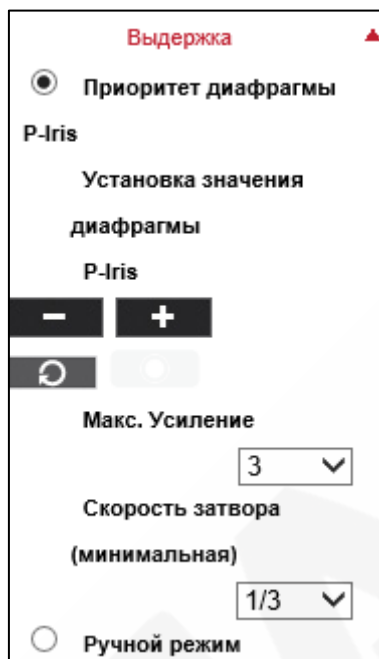 Выдержка
Приоритет диафрагмы
P-Iris
Установка значения
диафрагмы
P-Iris
− +
Макс. Усиление
3
Скорость затвора
(минимальная)
1/3
Ручной режим